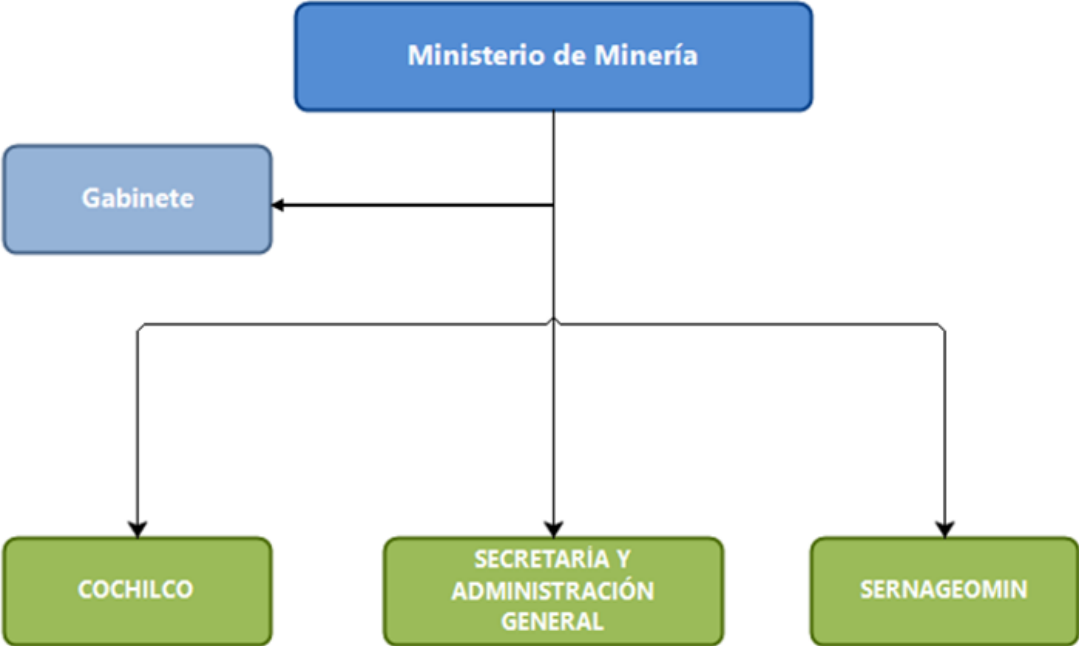 Ministerio de Minería
Gabinete
COCHILCO
SECRETARÍA Y
ADMINISTRACIÓN
GENERAL
SERNAGEOMIN